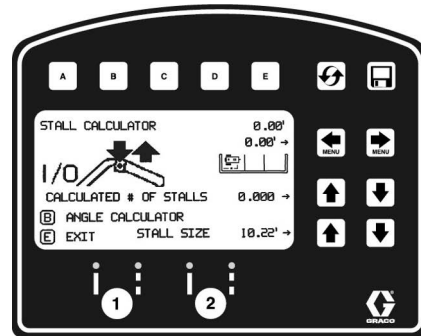 A B C D E
STALL CALCULATOR 0.00'
0.00' →
MENU MENU
I/O
CALCULATED # OF STALLS 0.000 →
B ANGLE CALCULATOR
E EXIT STALL SIZE 10.22' →
1 2
GRACO